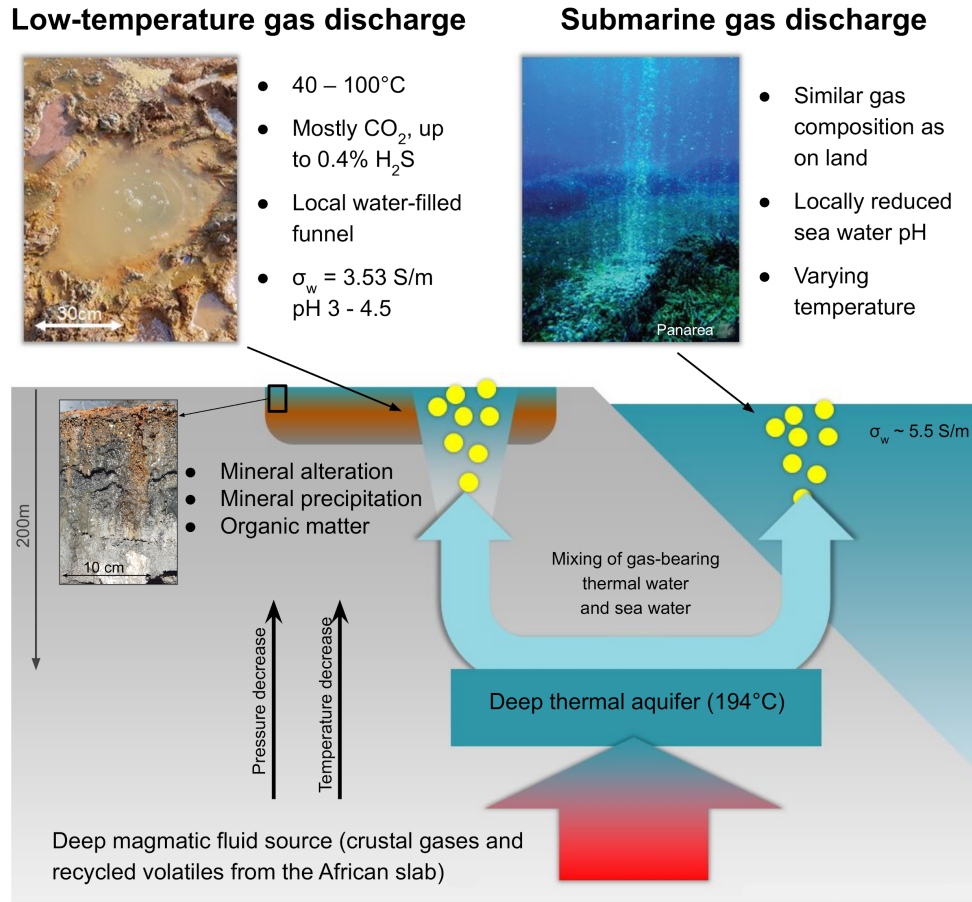 Low-temperature gas discharge
● 40 – 100°C
● Mostly CO₂, up
to 0.4% H₂S
● Local water-filled
funnel
● σw = 3.53 S/m
pH 3 - 4.5
30cm
Submarine gas discharge
● Similar gas
composition as
on land
● Locally reduced
sea water pH
● Varying
temperature
Panarea
σw ~ 5.5 S/m
200m
10 cm
● Mineral alteration
● Mineral precipitation
● Organic matter
Mixing of gas-bearing
thermal water
and sea water
Pressure decrease
Temperature decrease
Deep thermal aquifer (194°C)
Deep magmatic fluid source (crustal gases and
recycled volatiles from the African slab)